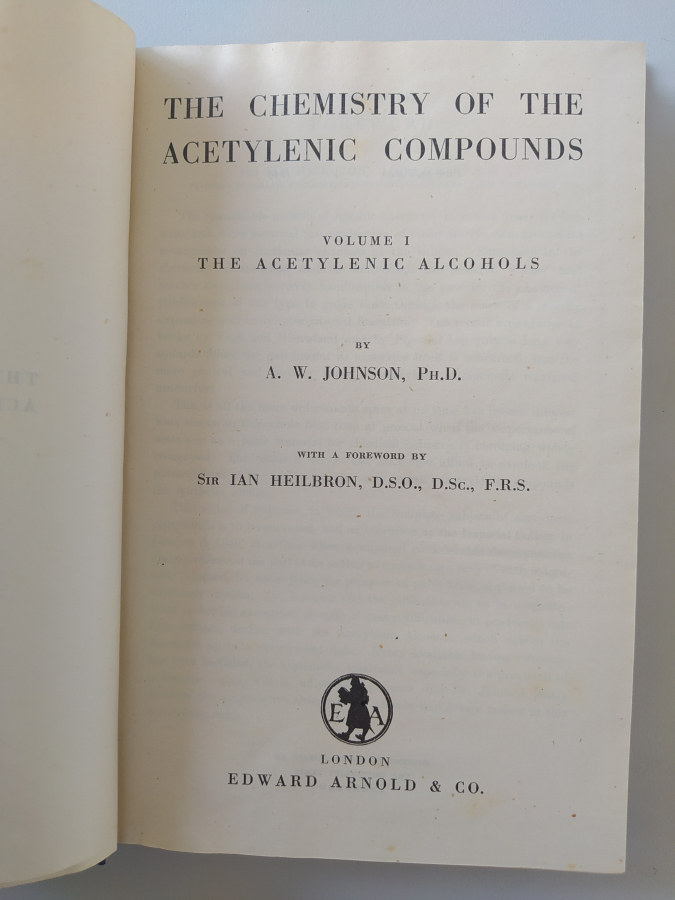 THE CHEMISTRY OF THE
ACETYLENIC COMPOUNDS
VOLUME I
THE ACETYLENIC ALCOHOLS
BY
A. W. JOHNSON, PH.D.
WITH A FOREWORD BY
SIR IAN HEILBRON, D.S.O., D.SC., F.R.S.
E A
LONDON
EDWARD ARNOLD & CO.